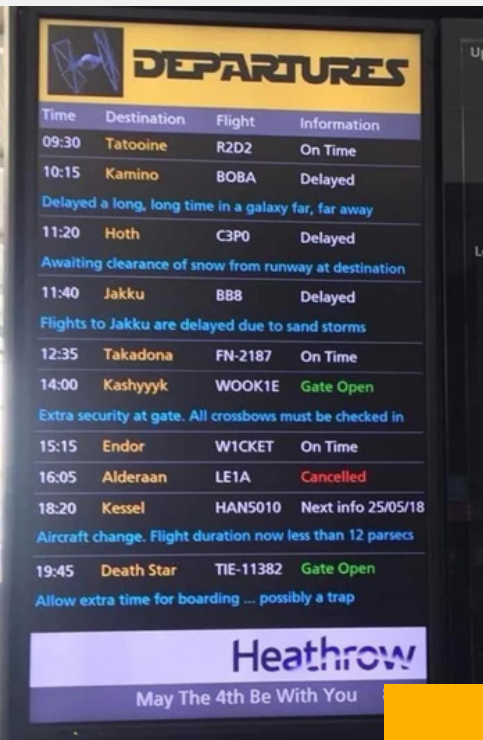 DEPARTURES
Time Destination Flight Information
09:30 Tatooine R2D2 On Time
10:15 Kamino BOBA Delayed
Delayed a long, long time in a galaxy far, far away
11:20 Hoth C3P0 Delayed
Awaiting clearance of snow from runway at destination
11:40 Jakku BB8 Delayed
Flights to Jakku are delayed due to sand storms
12:35 Takadona FN-2187 On Time
14:00 Kashyyyk WOOK1E Gate Open
Extra security at gate. All crossbows must be checked in
15:15 Endor W1CKET On Time
16:05 Alderaan LE1A Cancelled
18:20 Kessel HAN5010 Next info 25/05/18
Aircraft change. Flight duration now less than 12 parsecs
19:45 Death Star TIE-11382 Gate Open
Allow extra time for boarding ... possibly a trap
Heathrow
May The 4th Be With You